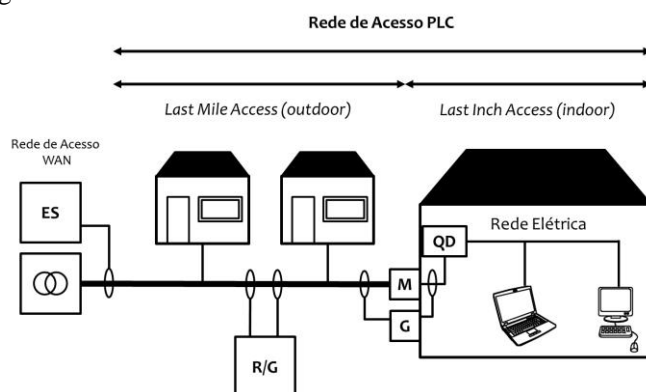 Rede de Acesso PLC
Last Mile Access (outdoor)
Last Inch Access (indoor)
Rede de Acesso
WAN
ES
QD
Rede Elétrica
M
G
R/G